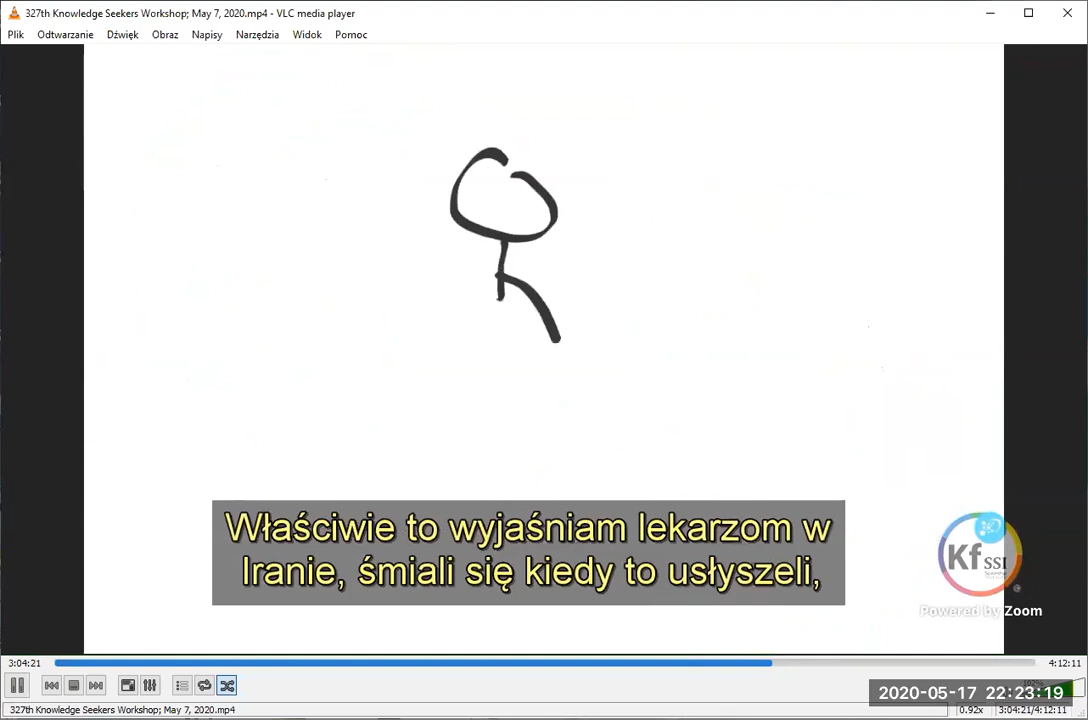 327th Knowledge Seekers Workshop; May 7, 2020.mp4 - VLC media player
Plik Odtwarzanie Dźwięk Obraz Napisy Narzędzia Widok Pomoc
Właściwie to wyjaśniam lekarzom w
Iranie, śmiali się kiedy to usłyszeli,
Kf SSI
Powered by Zoom
3:04:21 4:12:11
2020-05-17 22:23:19
327th Knowledge Seekers Workshop; May 7, 2020.mp4 0.92x 3:04:21/4:12:11